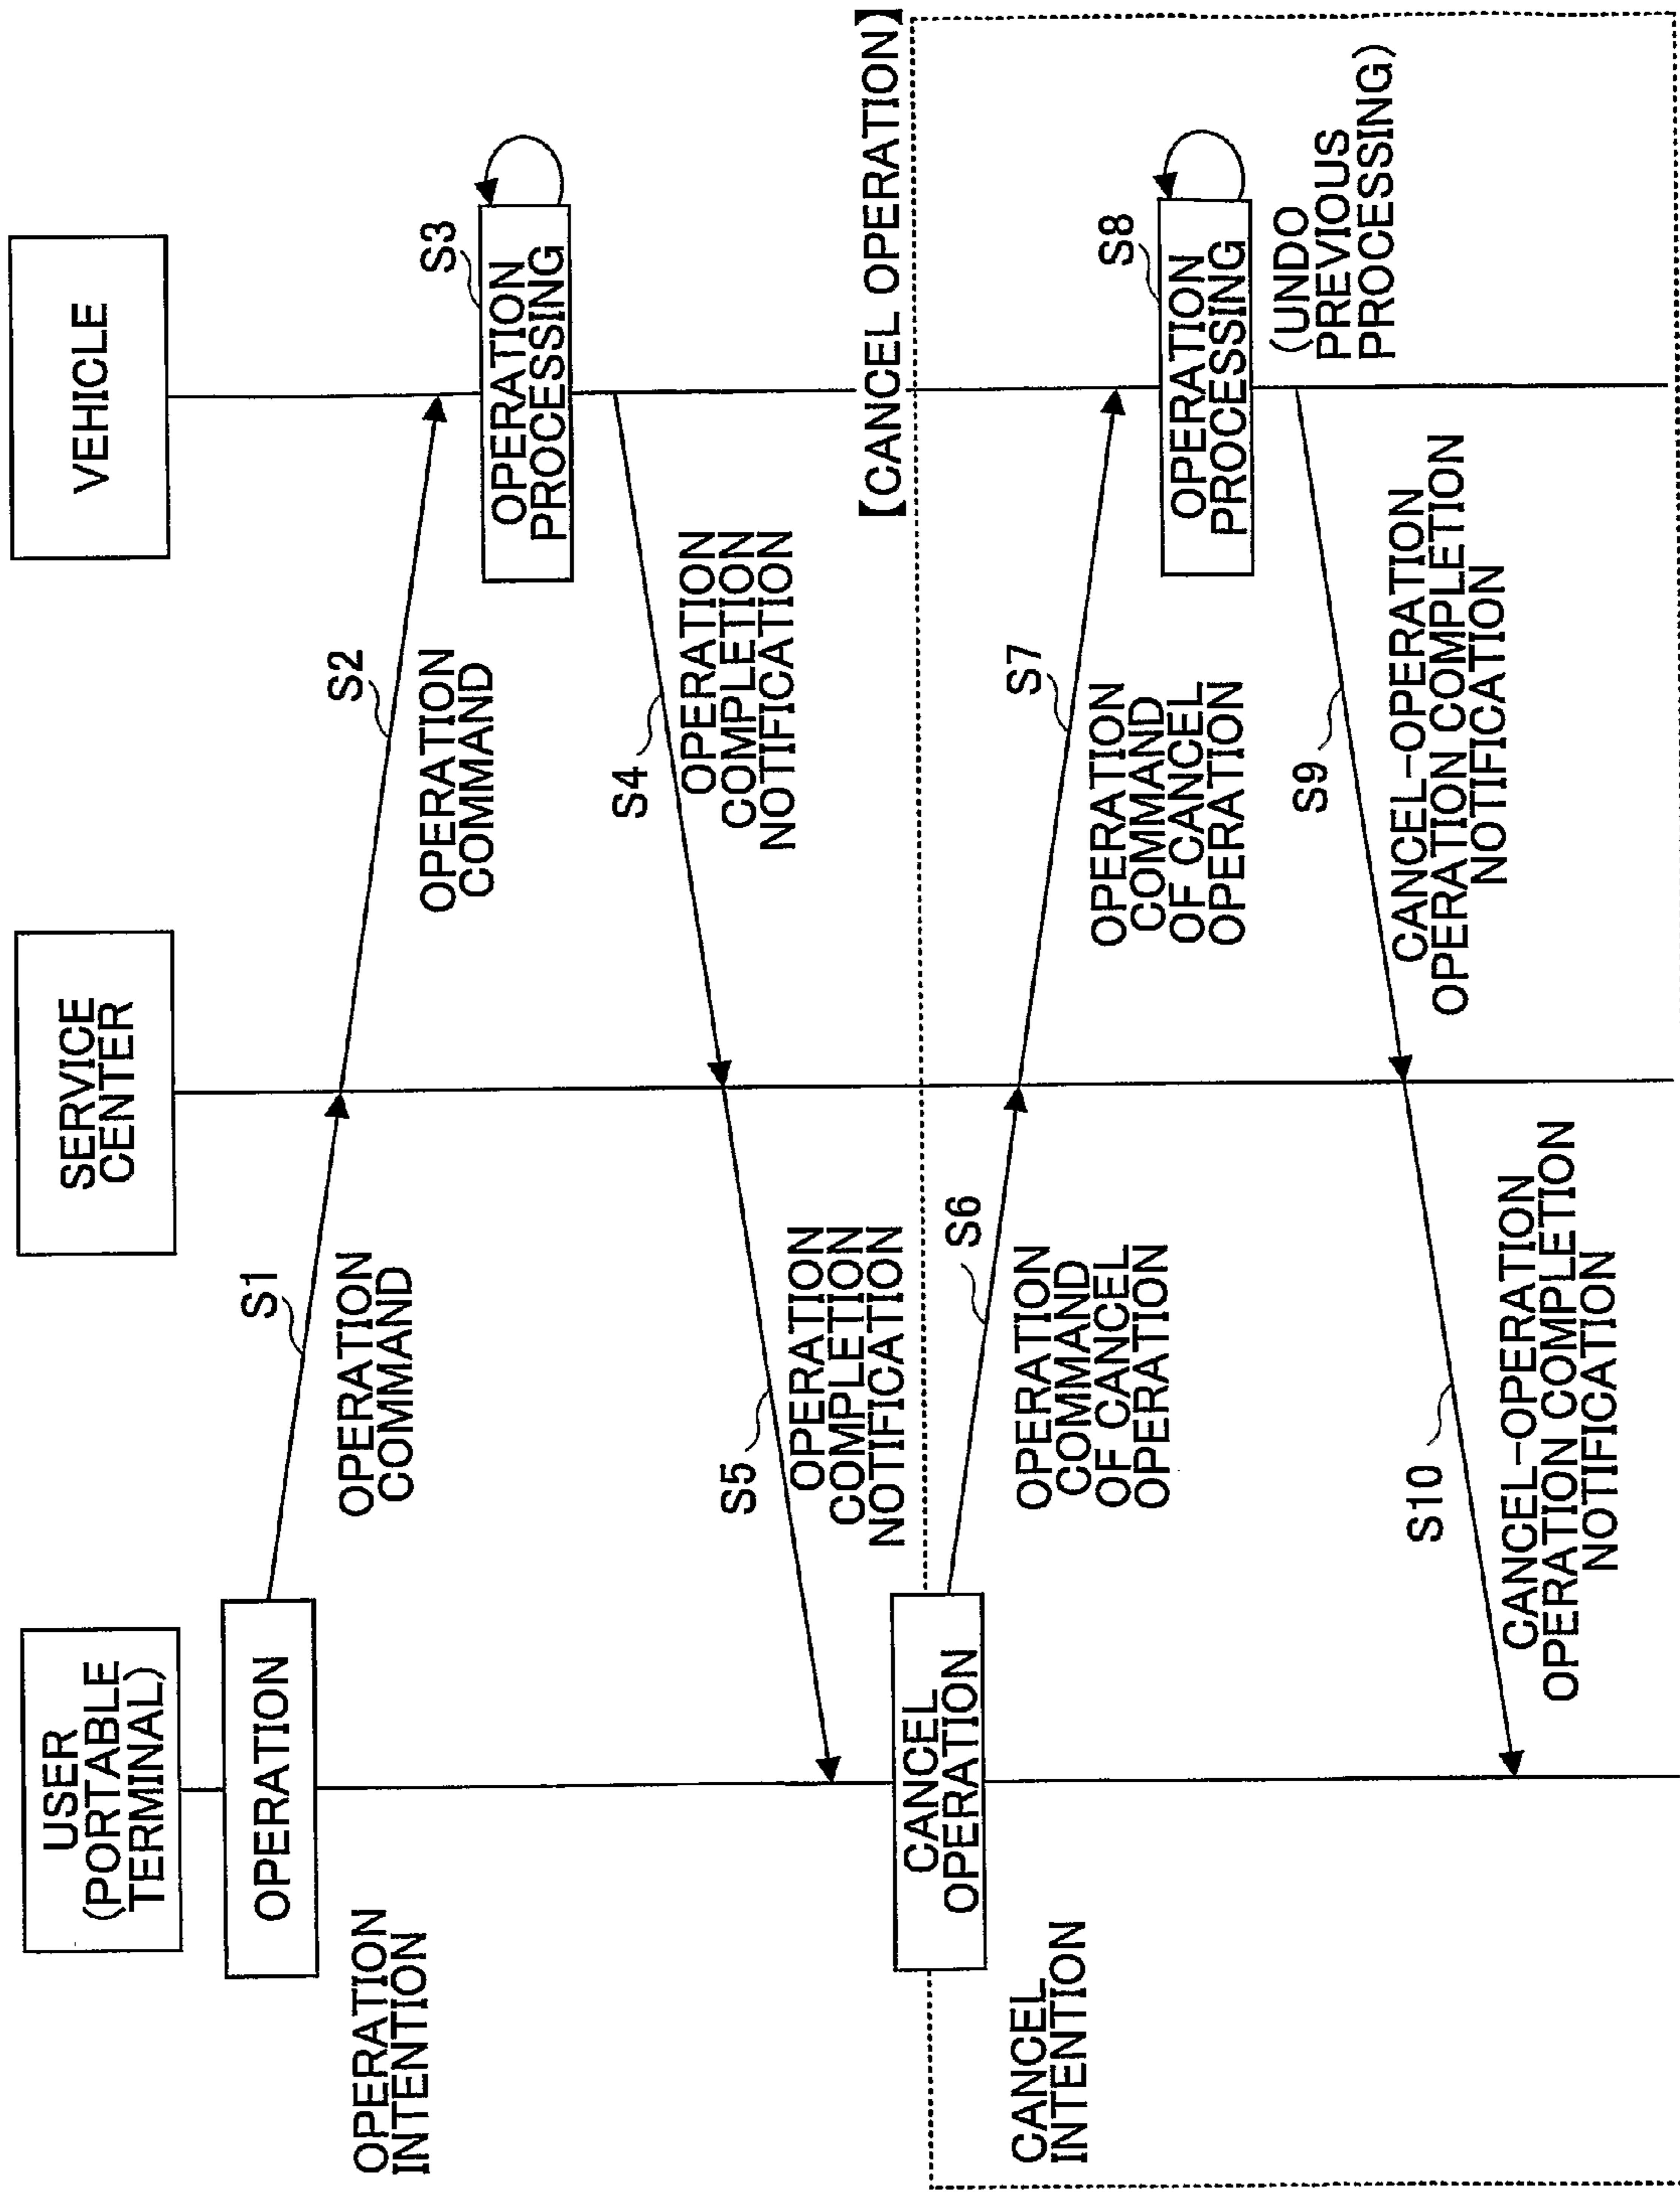 USER
(PORTABLE
TERMINAL)
SERVICE
CENTER
VEHICLE
OPERATION
OPERATION
INTENTION
S1
OPERATION
COMMAND
S2
OPERATION
COMMAND
S3
OPERATION
PROCESSING
S4
OPERATION
COMPLETION
NOTIFICATION
S5
OPERATION
COMPLETION
NOTIFICATION
【CANCEL OPERATION】
CANCEL
OPERATION
CANCEL
INTENTION
S6
OPERATION
COMMAND
OF CANCEL
OPERATION
S7
OPERATION
COMMAND
OF CANCEL
OPERATION
S8
OPERATION
PROCESSING
(UNDO
PREVIOUS
PROCESSING)
S9
CANCEL-OPERATION
OPERATION COMPLETION
NOTIFICATION
S10
CANCEL-OPERATION
OPERATION COMPLETION
NOTIFICATION